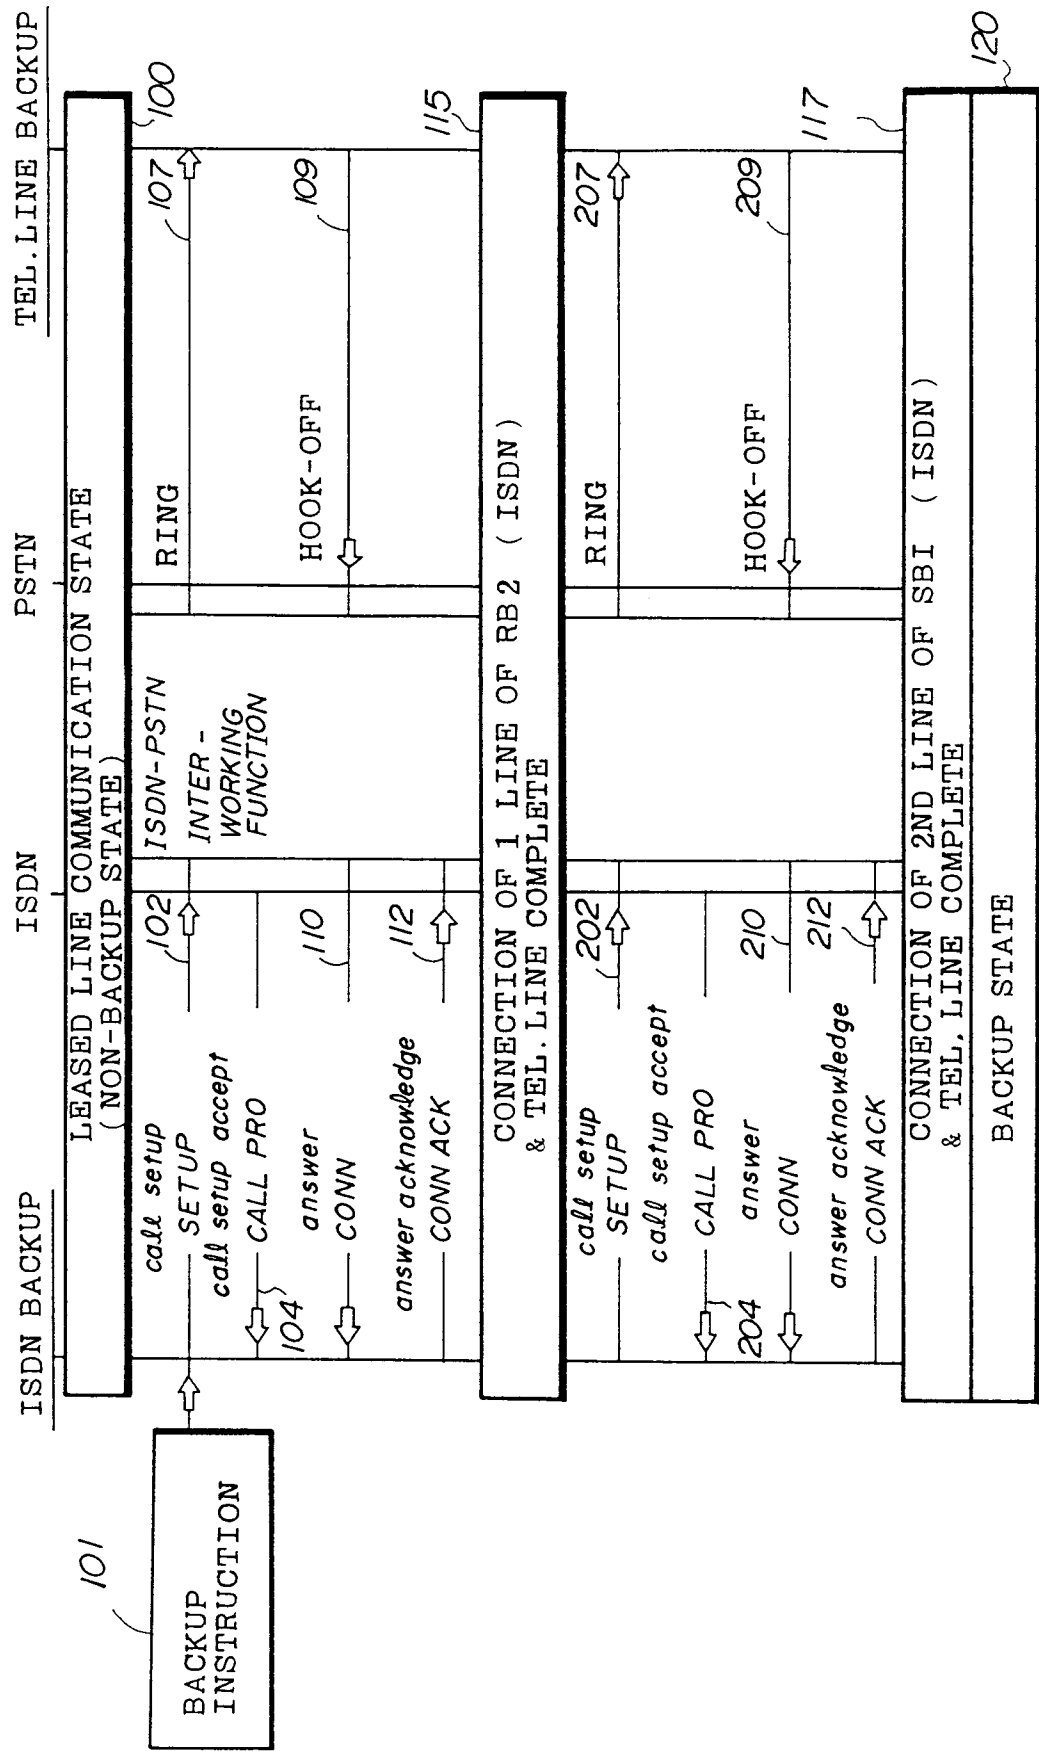 ISDN BACKUP
ISDN
PSTN
TEL.LINE BACKUP
LEASED LINE COMMUNICATION STATE
(NON-BACKUP STATE)
100
101
BACKUP
INSTRUCTION
call setup
SETUP
102
ISDN-PSTN
INTER-
WORKING
FUNCTION
RING
107
call setup accept
CALL PRO
104
answer
CONN
110
HOOK-OFF
109
answer acknowledge
CONN ACK
112
115
CONNECTION OF 1 LINE OF RB2 (ISDN)
& TEL.LINE COMPLETE
call setup
SETUP
202
RING
207
call setup accept
CALL PRO
204
answer
CONN
210
HOOK-OFF
209
answer acknowledge
CONN ACK
212
117
CONNECTION OF 2ND LINE OF SBI (ISDN)
& TEL,LINE COMPLETE
BACKUP STATE
120